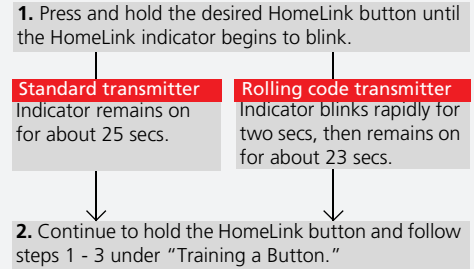 1. Press and hold the desired HomeLink button until
the HomeLink indicator begins to blink.
Standard transmitter
Indicator remains on
for about 25 secs.
Rolling code transmitter
Indicator blinks rapidly for
two secs, then remains on
for about 23 secs.
2. Continue to hold the HomeLink button and follow
steps 1 - 3 under “Training a Button.”